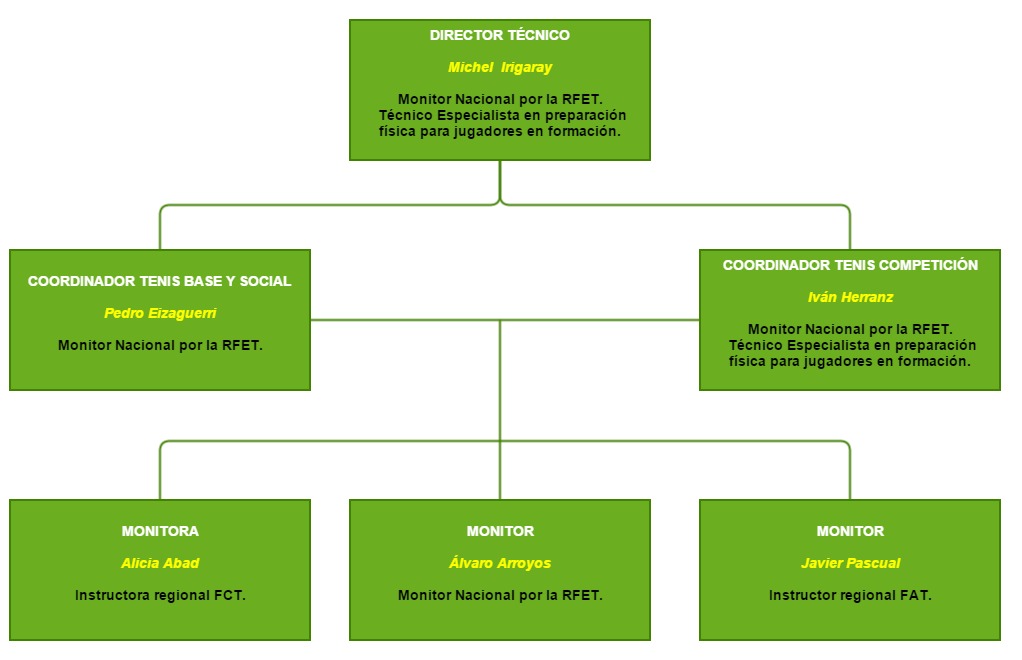 DIRECTOR TÉCNICO
Michel  Irigaray
Monitor Nacional por la RFET.
Técnico Especialista en preparación
física para jugadores en formación.
COORDINADOR TENIS BASE Y SOCIAL
Pedro Eizaguerri
Monitor Nacional por la RFET.
COORDINADOR TENIS COMPETICIÓN
Iván Herranz
Monitor Nacional por la RFET.
Técnico Especialista en preparación
física para jugadores en formación.
MONITORA
Alicia Abad
Instructora regional FCT.
MONITOR
Álvaro Arroyos
Monitor Nacional por la RFET.
MONITOR
Javier Pascual
Instructor regional FAT.